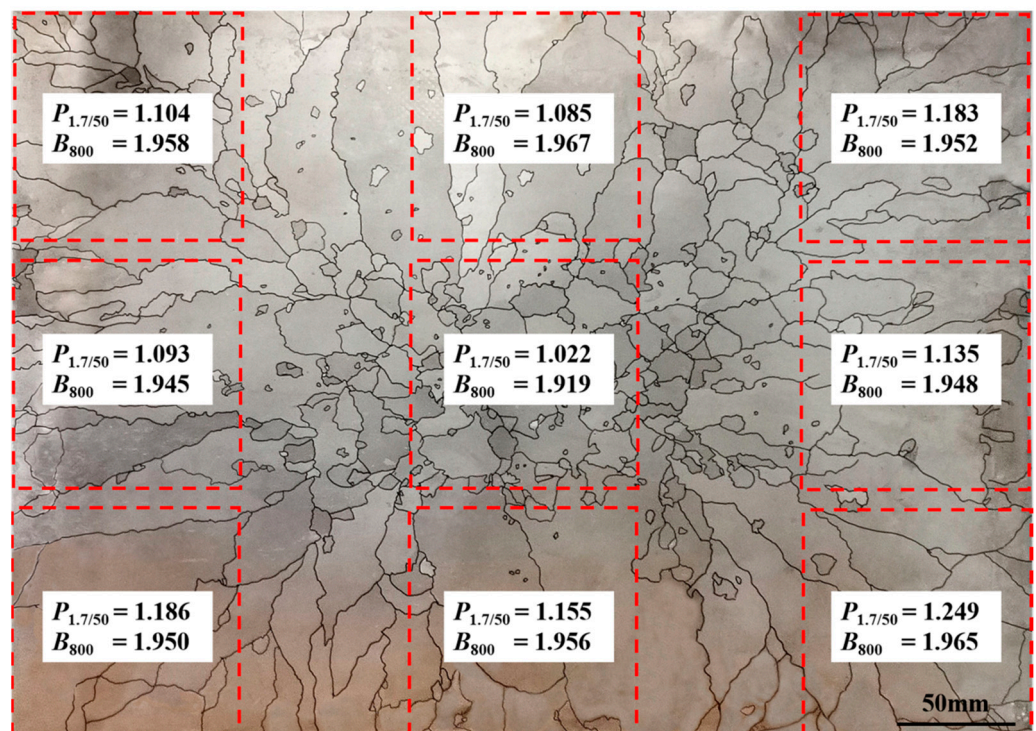 P1.7/50 = 1.104
B800 = 1.958
P1.7/50 = 1.085
B800 = 1.967
P1.7/50 = 1.183
B800 = 1.952
P1.7/50 = 1.093
B800 = 1.945
P1.7/50 = 1.022
B800 = 1.919
P1.7/50 = 1.135
B800 = 1.948
P1.7/50 = 1.186
B800 = 1.950
P1.7/50 = 1.155
B800 = 1.956
P1.7/50 = 1.249
B800 = 1.965
50mm